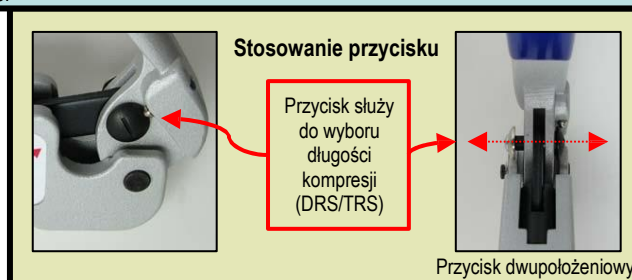 Stosowanie przycisku
Przycisk służy
do wyboru
długości
kompresji
(DRS/TRS)
Przycisk dwupołożeniowy